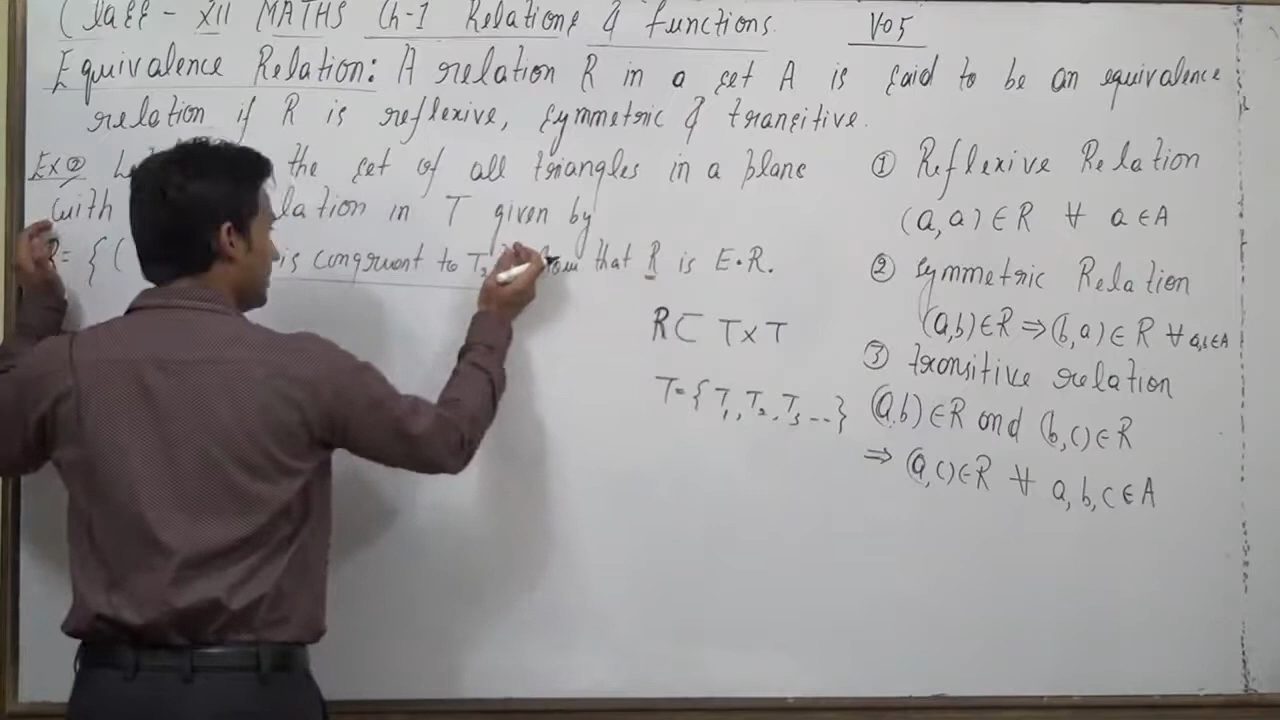 Class - XII MATHS Ch-1 Relations & functions. V05
Equivalence Relation: A relation R in a set A is said to be an equivalence
relation if R is reflexive, symmetric & transitive.
Ex② the set of all triangles in a plane
with lation in T given by
R = { ( is congruent to T₂ that R is E.R.
R ⊂ T × T
T = { T₁, T₂, T₃ --- }
① Reflexive Relation
(a, a) ∈ R ∀ a ∈ A
② Symmetric Relation
(a,b) ∈ R ⇒ (b,a) ∈ R ∀ a,b ∈ A
③ transitive relation
(a,b) ∈ R and (b,c) ∈ R
⇒ (a,c) ∈ R ∀ a, b, c ∈ A